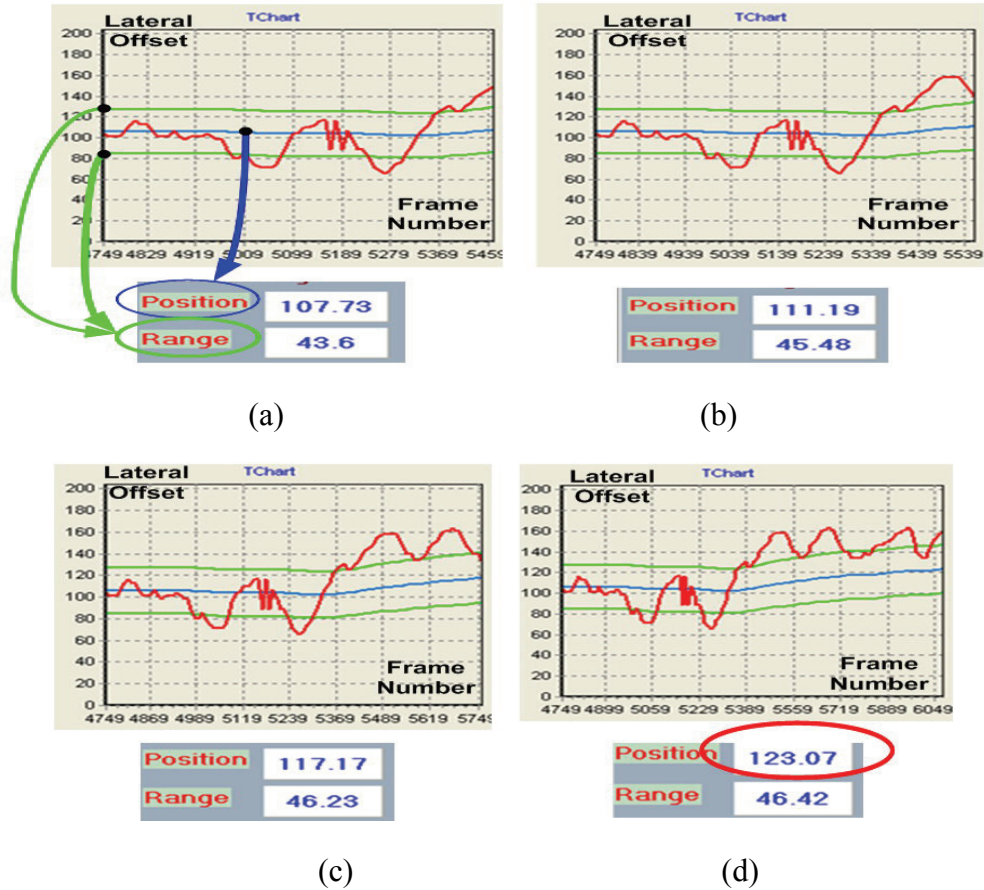 Lateral
Offset
TChart
200
160
140
120
100
80
60
40
20
0
Frame
Number
4749 4829 4919 5009 5099 5189 5279 5369 5459
Position 107.73
Range 43.6
(a)
Lateral
Offset
TChart
200
160
140
120
100
80
60
40
20
0
Frame
Number
4749 4839 4939 5039 5139 5239 5339 5439 5539
Position 111.19
Range 45.48
(b)
Lateral
Offset
TChart
200
160
140
120
100
80
60
40
20
0
Frame
Number
4749 4869 4989 5119 5239 5369 5489 5619 5749
Position 117.17
Range 46.23
(c)
Lateral
Offset
TChart
200
160
140
120
100
80
60
40
20
0
Frame
Number
4749 4899 5059 5229 5389 5559 5719 5889 6049
Position 123.07
Range 46.42
(d)